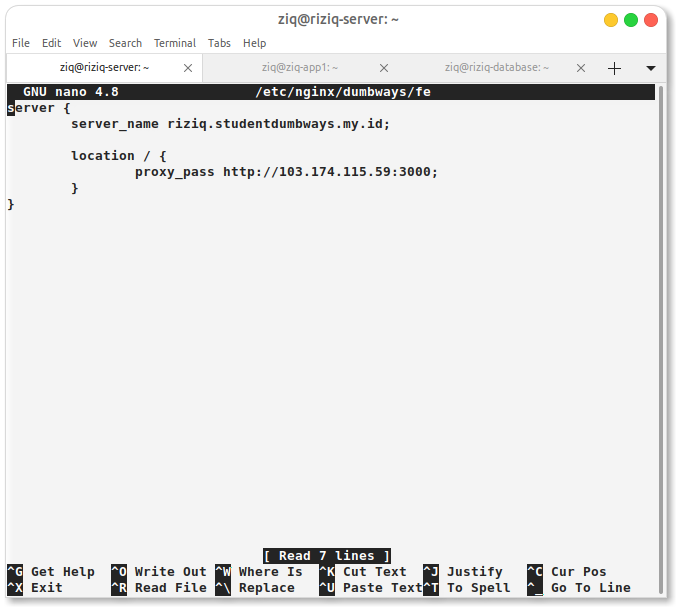 ziq@riziq-server: ~
File Edit View Search Terminal Tabs Help
ziq@riziq-server: ~ ziq@ziq-app1: ~ ziq@riziq-database: ~
GNU nano 4.8 /etc/nginx/dumbways/fe
server {
        server_name riziq.studentdumbways.my.id;
        location / {
                proxy_pass http://103.174.115.59:3000;
        }
}
[ Read 7 lines ]
^G Get Help ^O Write Out ^W Where Is ^K Cut Text ^J Justify ^C Cur Pos
^X Exit ^R Read File ^\ Replace ^U Paste Text ^T To Spell ^_ Go To Line